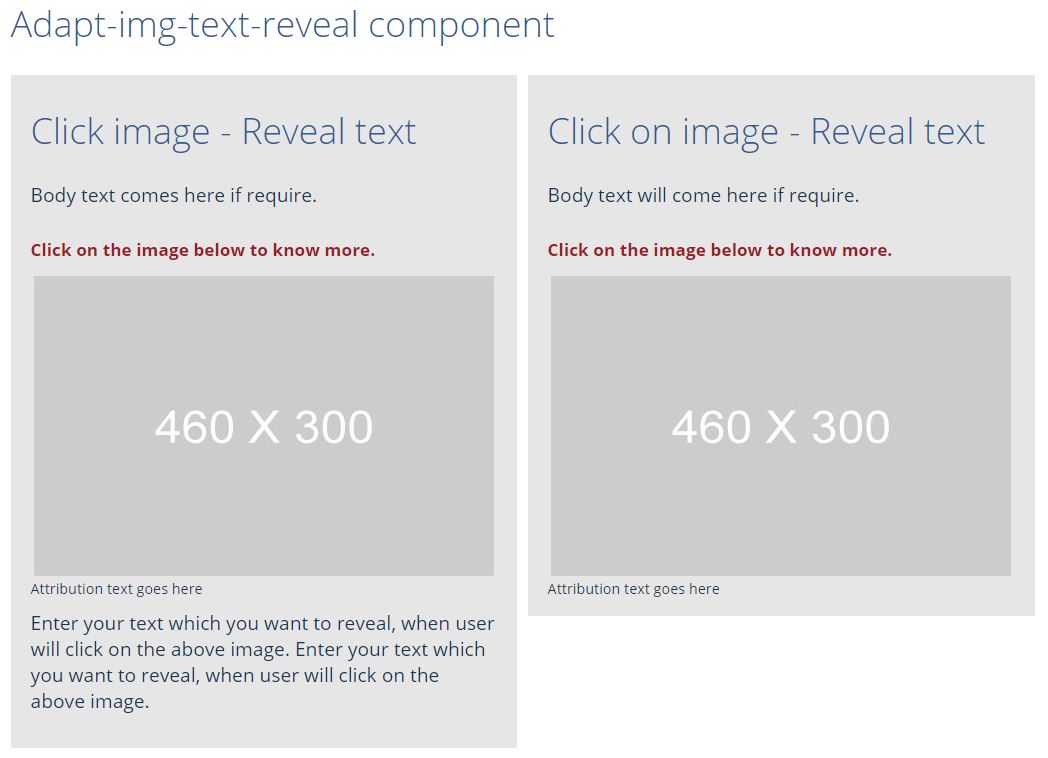 Adapt-img-text-reveal component
Click image - Reveal text
Body text comes here if require.
Click on the image below to know more.
460 X 300
Attribution text goes here
Enter your text which you want to reveal, when user
will click on the above image. Enter your text which
you want to reveal, when user will click on the
above image.
Click on image - Reveal text
Body text will come here if require.
Click on the image below to know more.
460 X 300
Attribution text goes here